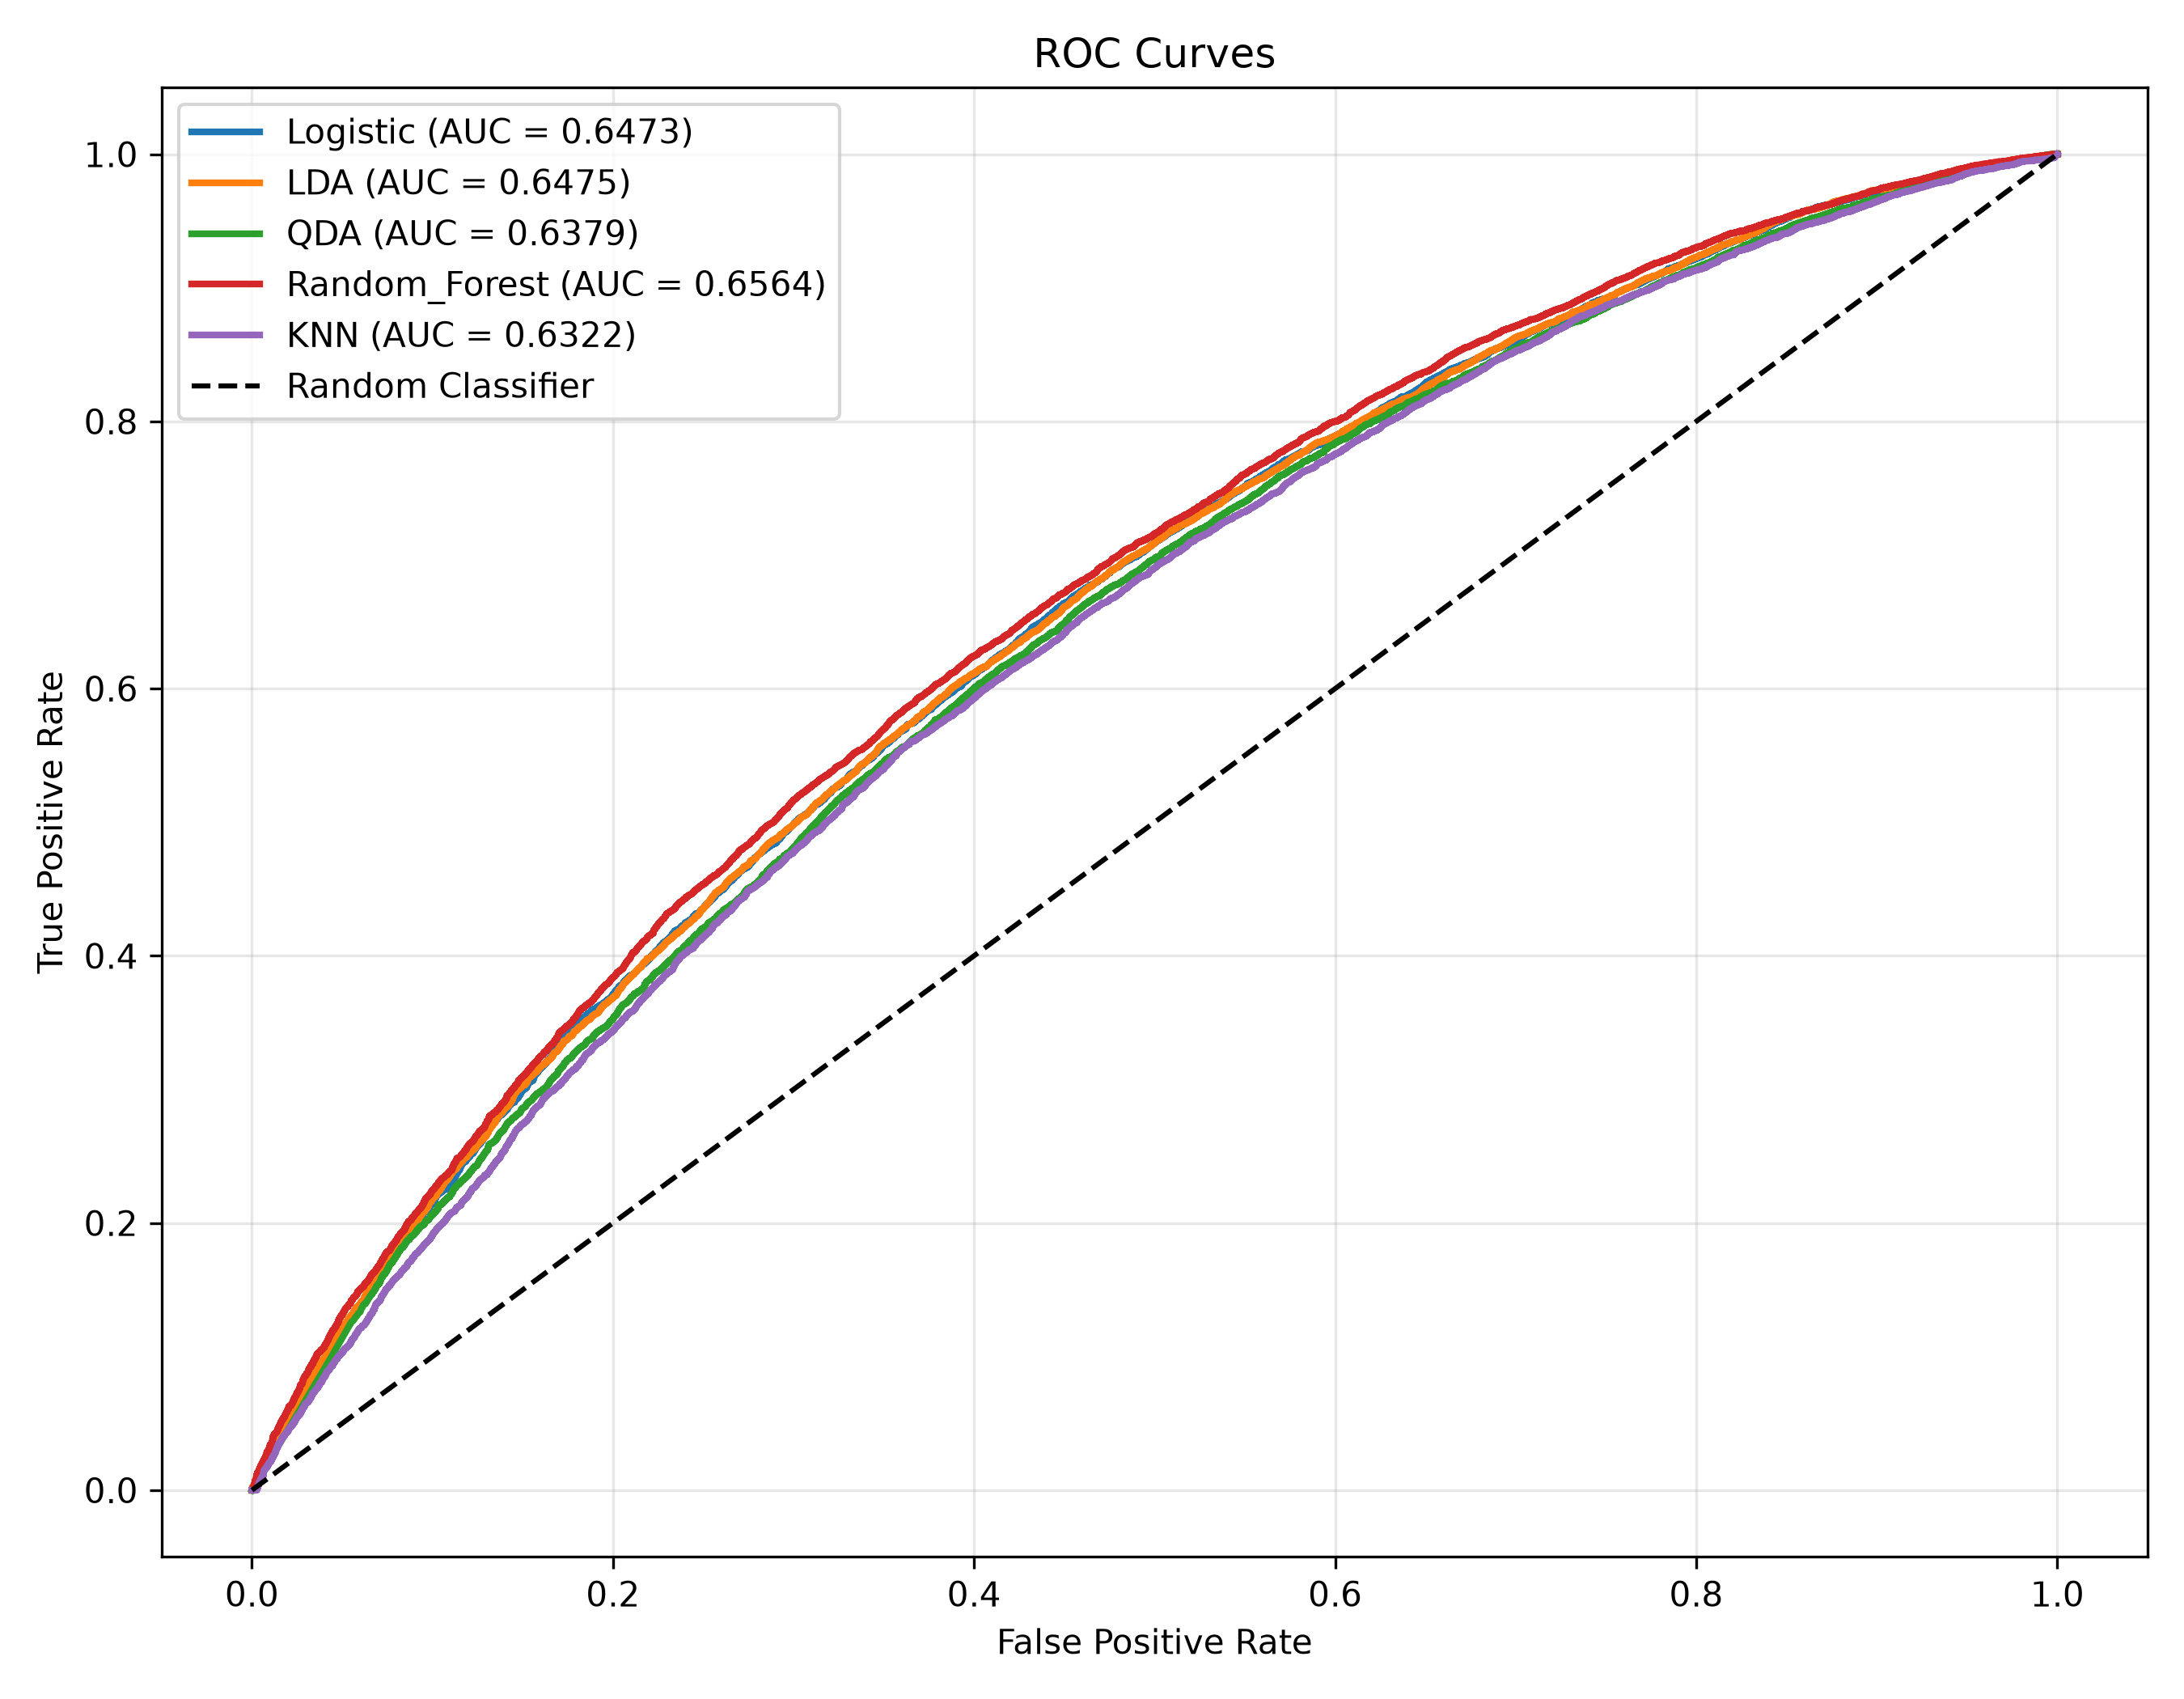 ROC Curves
Logistic (AUC = 0.6473)
LDA (AUC = 0.6475)
QDA (AUC = 0.6379)
Random_Forest (AUC = 0.6564)
KNN (AUC = 0.6322)
Random Classifier
True Positive Rate
1.0
0.8
0.6
0.4
0.2
0.0
0.0 0.2 0.4 0.6 0.8 1.0
False Positive Rate